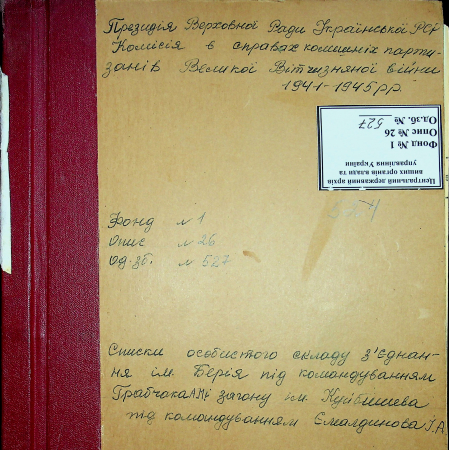 Президія Верховної Ради Української РСР
Комісія в справах колишніх парти-
занів Великої Вітчизняної війни
1941-1945 рр.
Центральний державний архів
вищих органів влади та
управління України
Фонд № 1
Опис № 26
Од.зб. № 527
Фонд № 1
Опис № 26
Од. зб. № 527
Списки особистого складу з'єднан-
ня ім. Берія під командуванням
Грабчака А.М. і загону ім. Куйбишева
під командуванням Ємалдинова І.А.